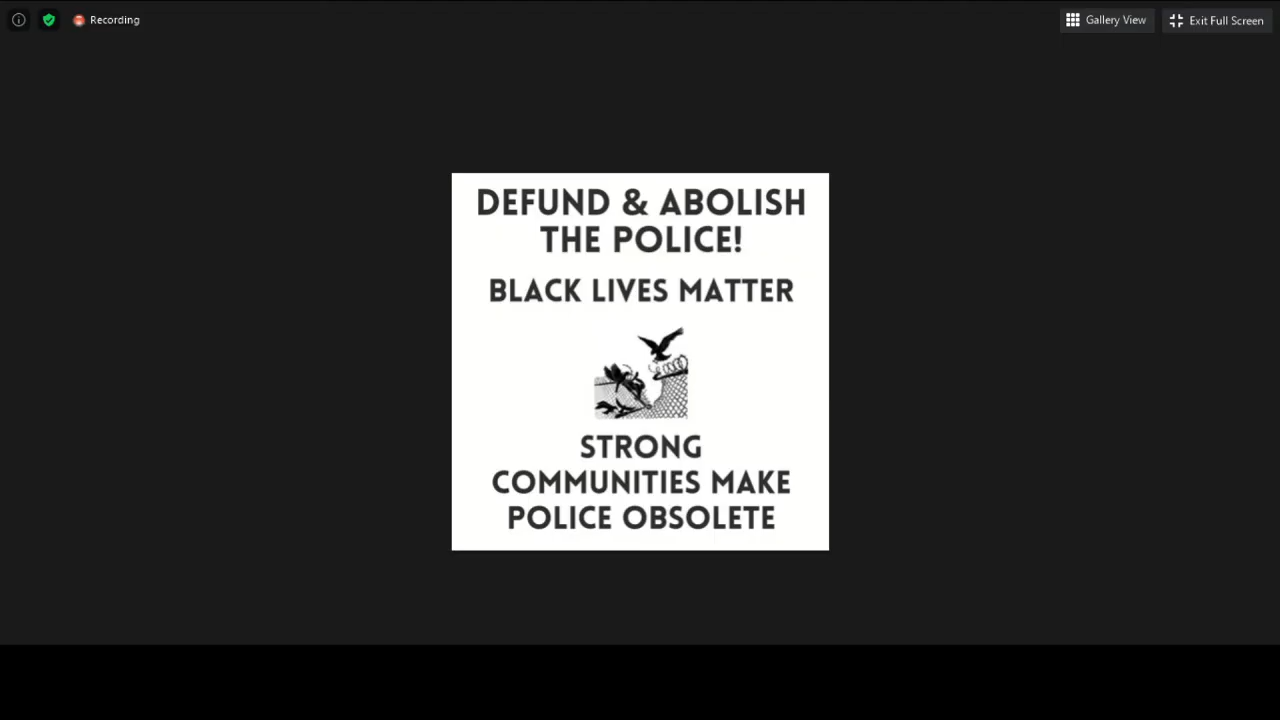 Recording
Gallery View
Exit Full Screen
DEFUND & ABOLISH
THE POLICE!
BLACK LIVES MATTER
STRONG
COMMUNITIES MAKE
POLICE OBSOLETE